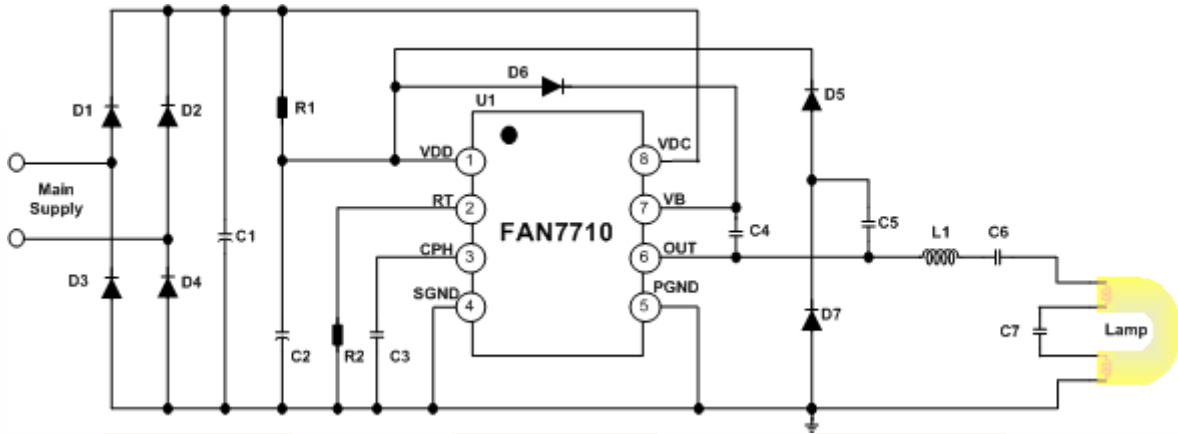 D6
U1
D1
D2
R1
D5
VDD
1
8
VDC
Main
Supply
RT
2
7
VB
C1
FAN7710
C4
C5
L1
C6
CPH
3
6
OUT
D3
D4
SGND
4
5
PGND
D7
C2
R2
C3
C7
Lamp